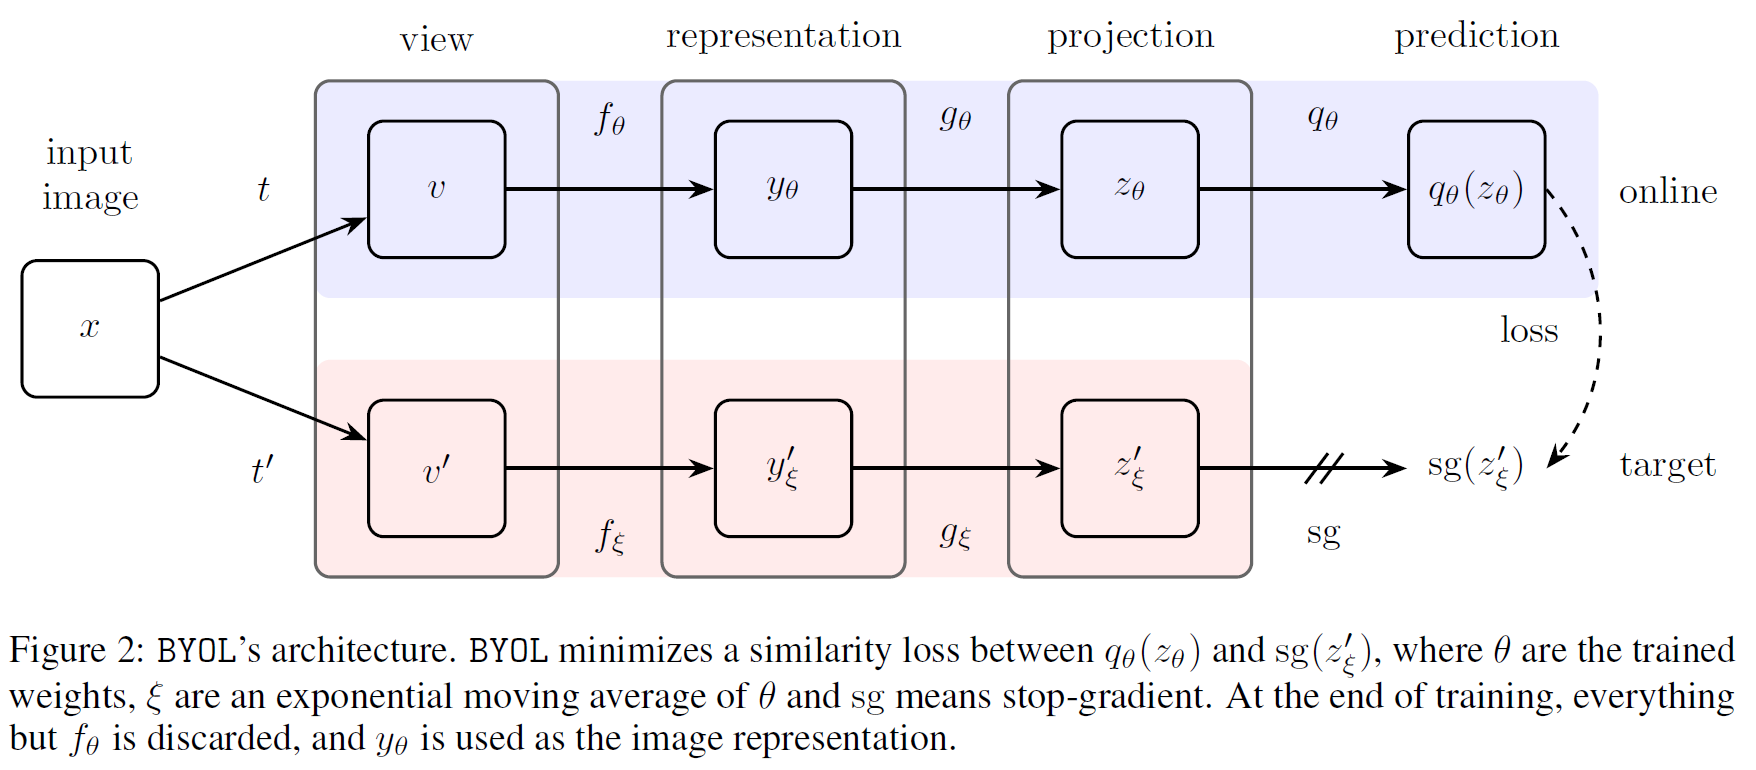 view representation projection prediction
input
image
t
f_θ g_θ q_θ
v y_θ z_θ q_θ(z_θ) online
x
loss
t′
v′ y′_ξ z′_ξ sg(z′_ξ) target
f_ξ g_ξ sg
Figure 2: BYOL's architecture. BYOL minimizes a similarity loss between q_θ(z_θ) and sg(z′_ξ), where θ are the trained
weights, ξ are an exponential moving average of θ and sg means stop-gradient. At the end of training, everything
but f_θ is discarded, and y_θ is used as the image representation.